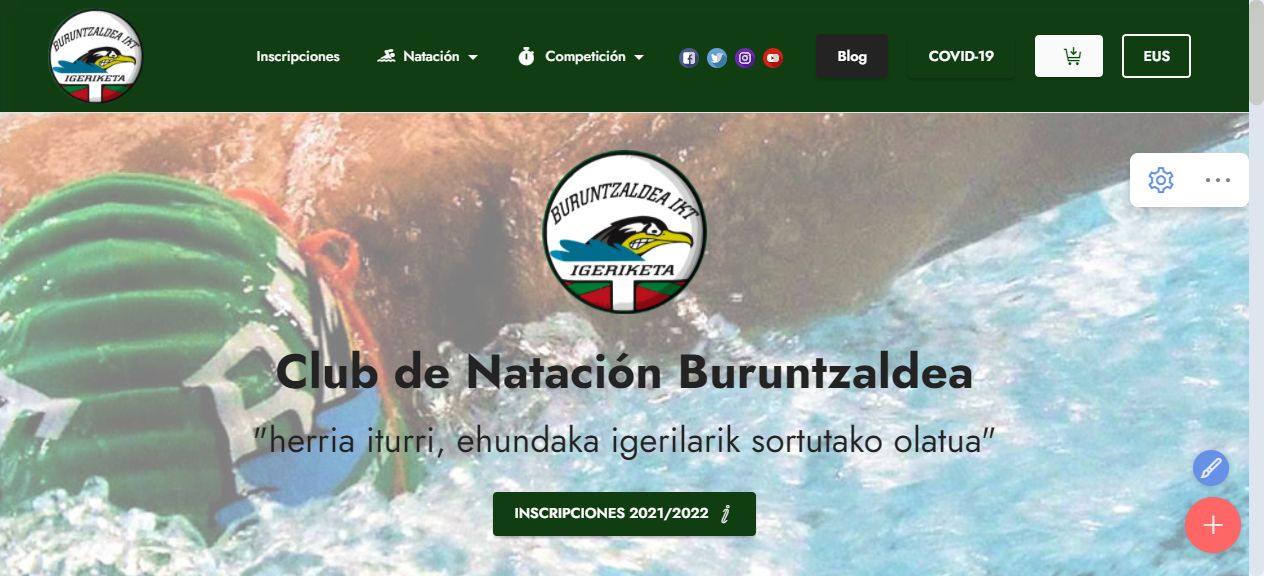 BURUNTZALDEA IKT
IGERIKETA
Inscripciones Natación Competición Blog COVID-19 EUS
BURUNTZALDEA IKT
IGERIKETA
Club de Natación Buruntzaldea
"herria iturri, ehundaka igerilarik sortutako olatua"
INSCRIPCIONES 2021/2022 i